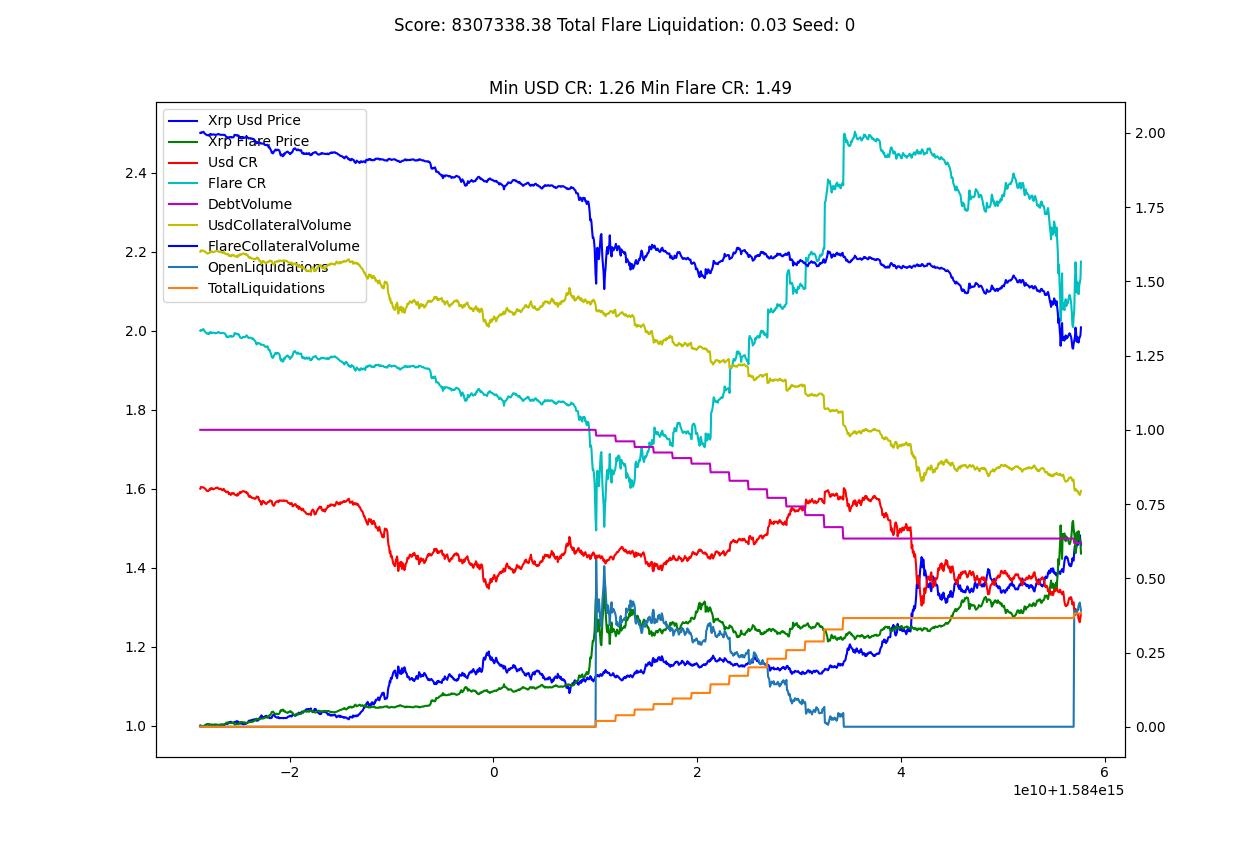 Score: 8307338.38 Total Flare Liquidation: 0.03 Seed: 0
Min USD CR: 1.26 Min Flare CR: 1.49
Xrp Usd Price
Xrp Flare Price
Usd CR
Flare CR
DebtVolume
UsdCollateralVolume
FlareCollateralVolume
OpenLiquidations
TotalLiquidations
2.4
2.2
2.0
1.8
1.6
1.4
1.2
1.0
2.00
1.75
1.50
1.25
1.00
0.75
0.50
0.25
0.00
−2 0 2 4 6
1e10+1.584e15